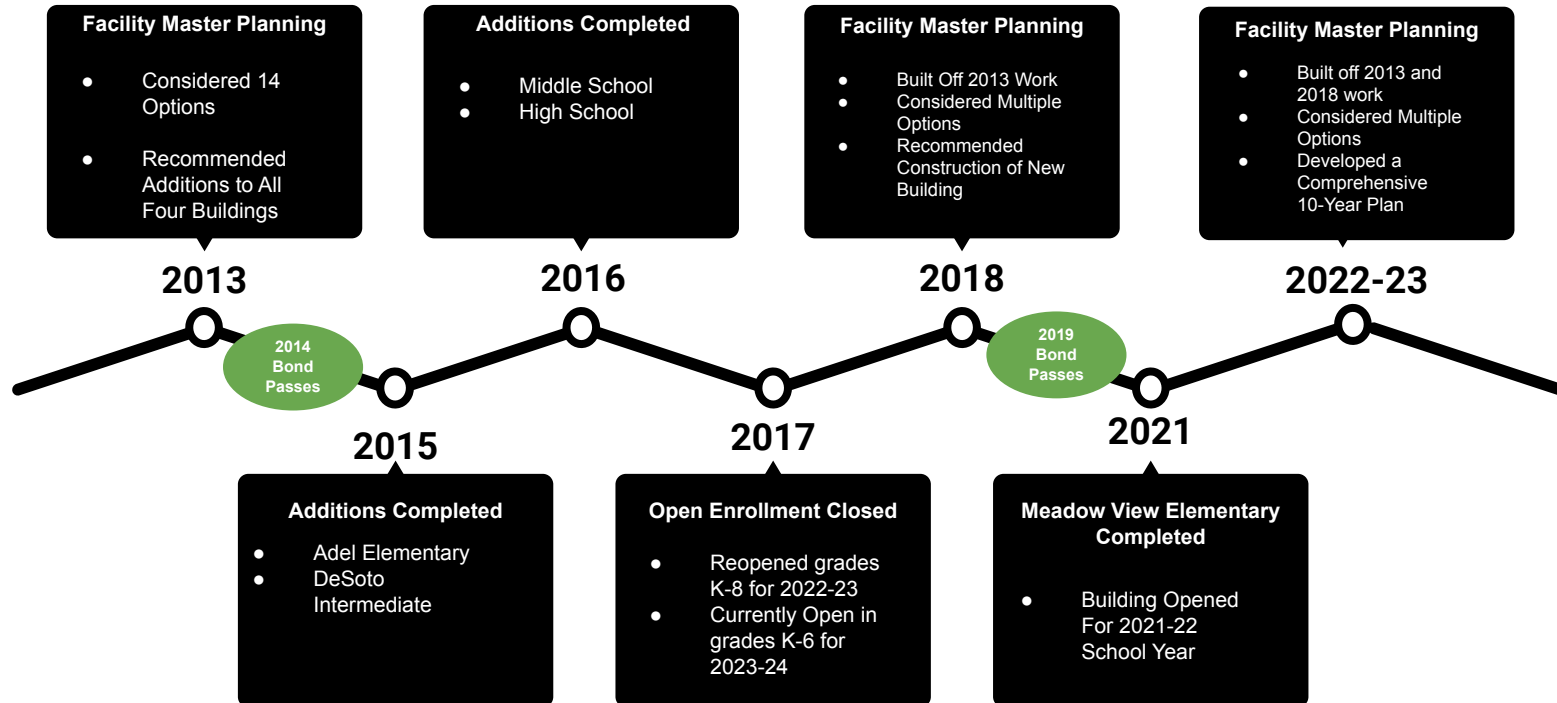 Facility Master Planning
● Considered 14
Options
● Recommended
Additions to All
Four Buildings
2013
2014
Bond
Passes
2015
Additions Completed
● Adel Elementary
● DeSoto
Intermediate
Additions Completed
● Middle School
● High School
2016
2017
Open Enrollment Closed
● Reopened grades
K-8 for 2022-23
● Currently Open in
grades K-6 for
2023-24
Facility Master Planning
● Built Off 2013 Work
● Considered Multiple
Options
● Recommended
Construction of New
Building
2018
2019
Bond
Passes
2021
Meadow View Elementary
Completed
● Building Opened
For 2021-22
School Year
Facility Master Planning
● Built off 2013 and
2018 work
● Considered Multiple
Options
● Developed a
Comprehensive
10-Year Plan
2022-23